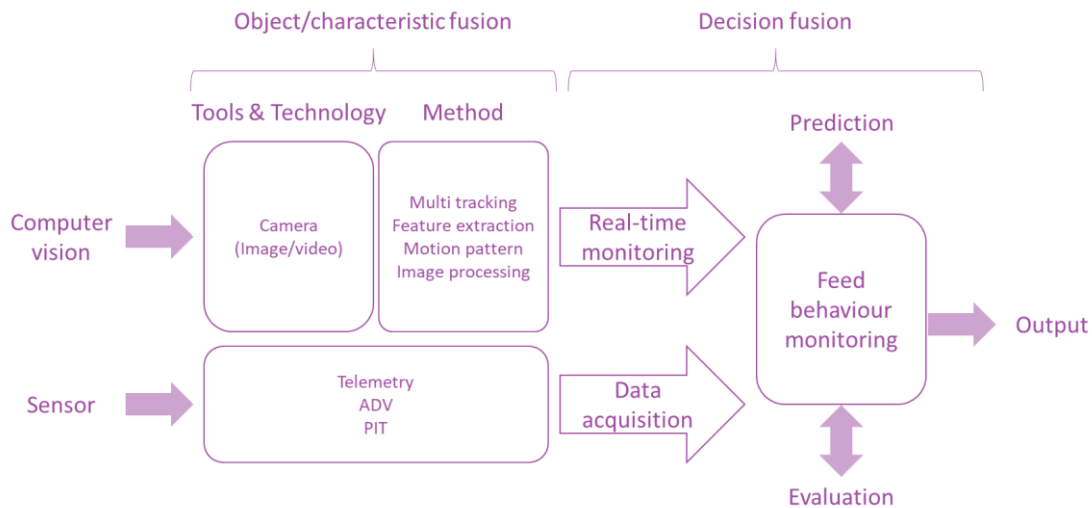 Object/characteristic fusion
Decision fusion
Tools & Technology
Method
Prediction
Computer
vision
Camera
(Image/video)
Multi tracking
Feature extraction
Motion pattern
Image processing
Real-time
monitoring
Feed
behaviour
monitoring
Output
Sensor
Telemetry
ADV
PIT
Data
acquisition
Evaluation